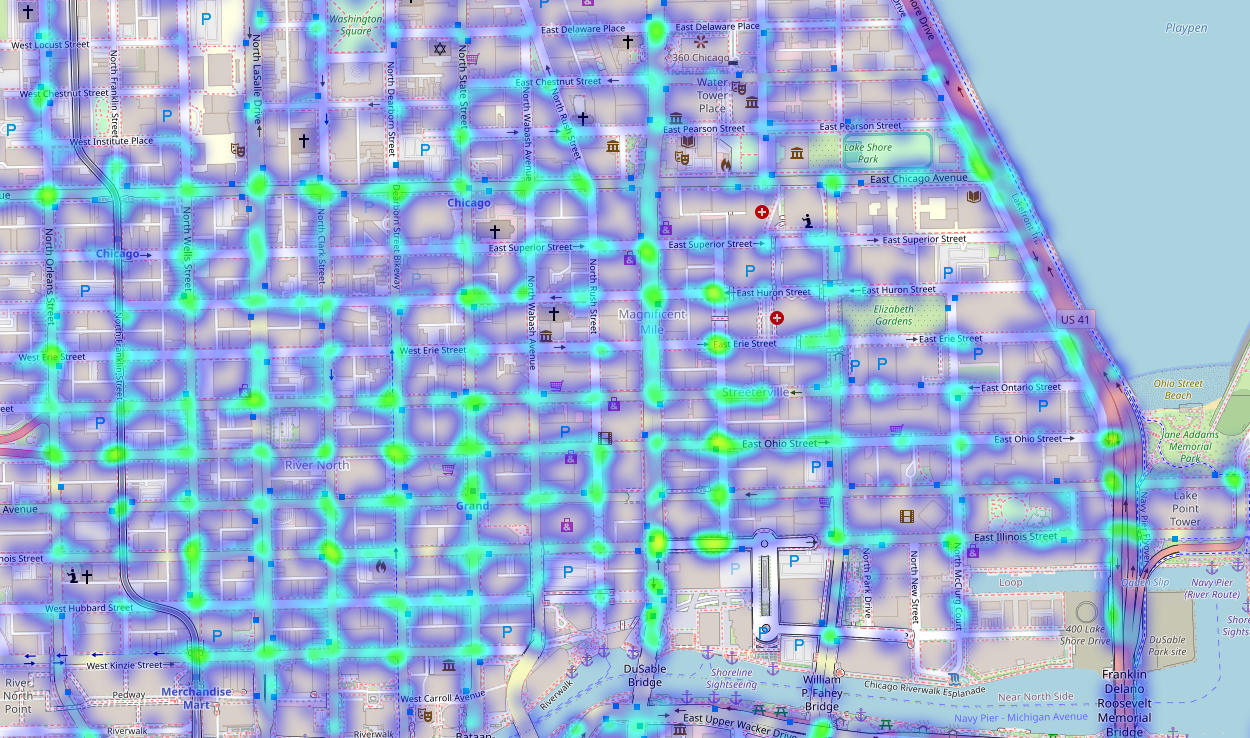 Washington
Square
East Delaware Place
East Delaware Place
Playpen
West Locust Street
360 Chicago
East Chestnut Street
Water
Tower
Place
West Chestnut Street
North Franklin Street
North LaSalle Drive
North Dearborn Street
North State Street
North Wabash Avenue
North Rush Street
West Institute Place
East Pearson Street
East Pearson Street
Lake Shore
Park
East Chicago Avenue
Chicago
Dearborn Street Bikeway
North Clark Street
North Wells Street
North Orleans Street
Chicago
East Superior Street
East Superior Street
East Superior Street
East Huron Street
East Huron Street
North Rush Street
North Wabash Avenue
Magnificent
Mile
Elizabeth
Gardens
US 41
North Franklin Street
West Erie Street
West Erie Street
East Erie Street
East Erie Street
Streeterville
East Ontario Street
Ohio Street
Beach
East Ohio Street
East Ohio Street
Jane Addams
Memorial
Park
River North
Grand
Avenue
Lake
Point
Tower
East Illinois Street
North Park Drive
North New Street
North McClurg Court
Loop
Ogden Slip
Navy Pier
(River Route)
West Hubbard Street
400 Lake
Shore Drive
DuSable
Park site
West Kinzie Street
River
North
Point
Pedway
Merchandise
Mart
West Carroll Avenue
Riverwalk
DuSable
Bridge
Shoreline
Sightseeing
William
P. Fahey
Bridge
Chicago Riverwalk Esplanade
Near North Side
Franklin
Delano
Roosevelt
Memorial
Bridge
Navy Pier - Michigan Avenue
East Upper Wacker Drive
Riverwalk
Riverwalk